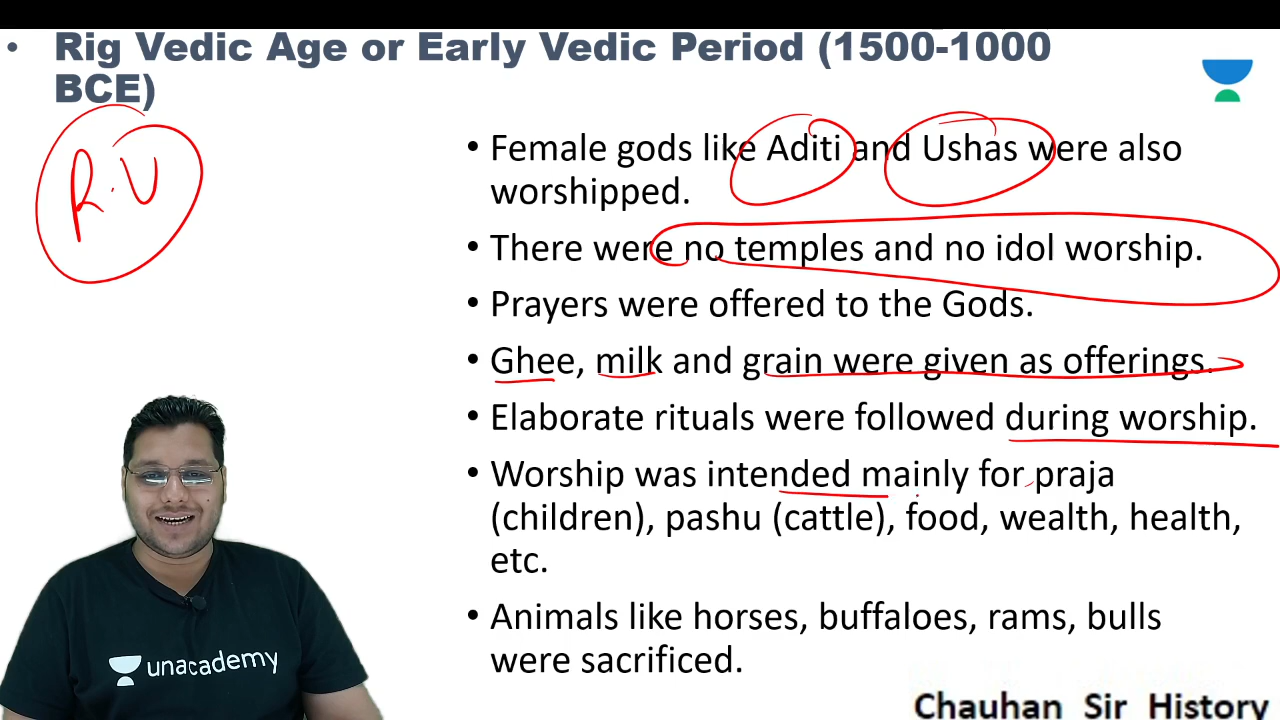 • Rig Vedic Age or Early Vedic Period (1500-1000
BCE)
R.V
• Female gods like Aditi and Ushas were also
worshipped.
• There were no temples and no idol worship.
• Prayers were offered to the Gods.
• Ghee, milk and grain were given as offerings.
• Elaborate rituals were followed during worship.
• Worship was intended mainly for praja
(children), pashu (cattle), food, wealth, health,
etc.
• Animals like horses, buffaloes, rams, bulls
were sacrificed.
unacademy
Chauhan Sir History